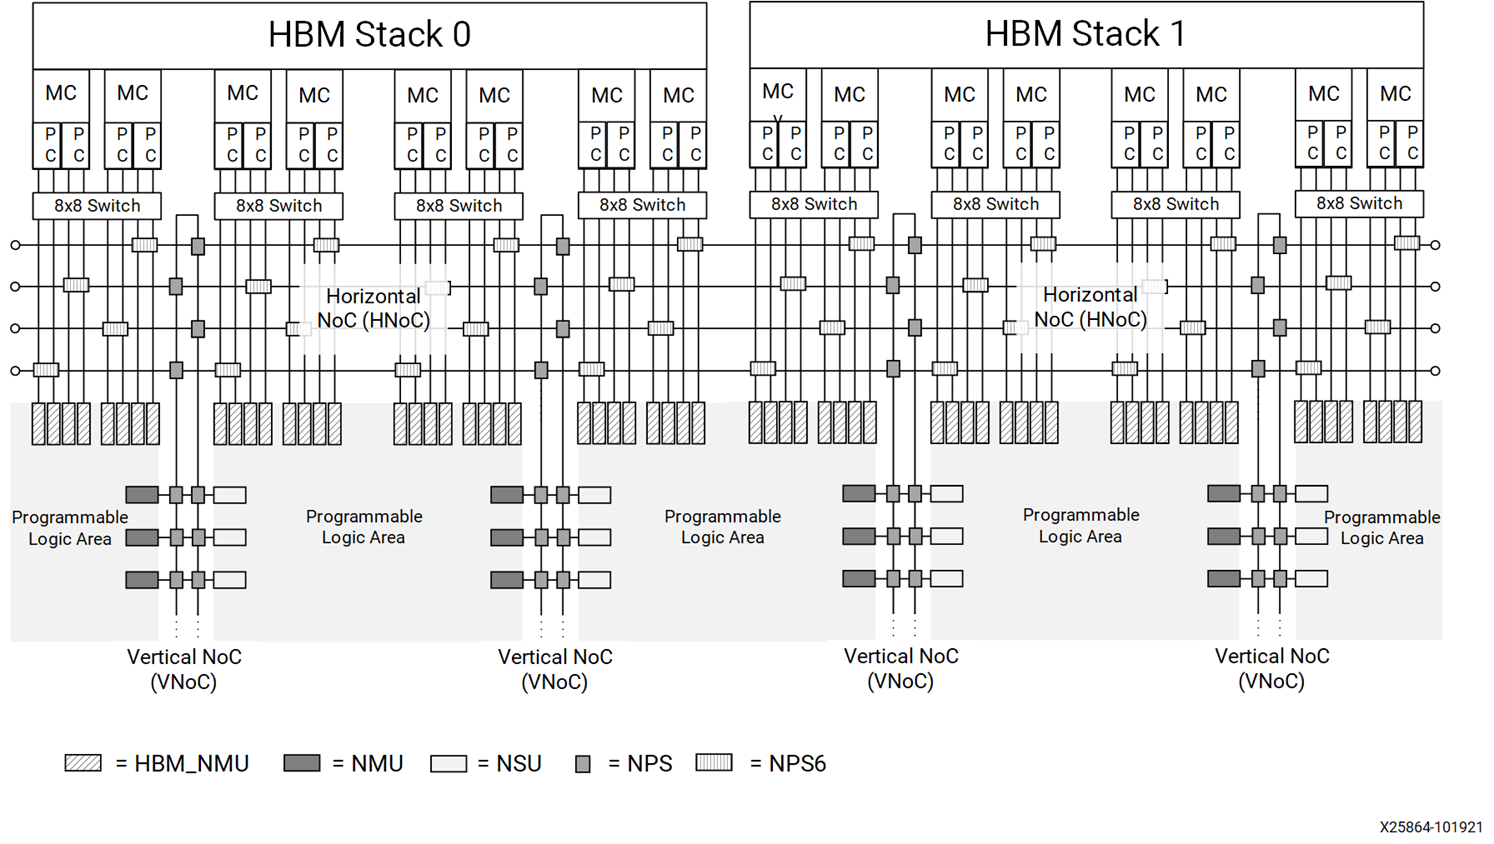 HBM Stack 0 HBM Stack 1
MC MC MC MC MC MC MC MC MC MC MC MC MC MC MC MC
y
P P P P P P P P P P P P P P P P P P P P P P P P P P P P P P P P
C C C C C C C C C C C C C C C C C C C C C C C C C C C C C C C C
8x8 Switch 8x8 Switch 8x8 Switch 8x8 Switch 8x8 Switch 8x8 Switch 8x8 Switch 8x8 Switch
Horizontal Horizontal
NoC (HNoC) NoC (HNoC)
Programmable Programmable Programmable Programmable Programmable
Logic Area Logic Area Logic Area Logic Area Logic Area
Vertical NoC Vertical NoC Vertical NoC Vertical NoC
(VNoC) (VNoC) (VNoC) (VNoC)
= HBM_NMU = NMU = NSU = NPS = NPS6
X25864-101921